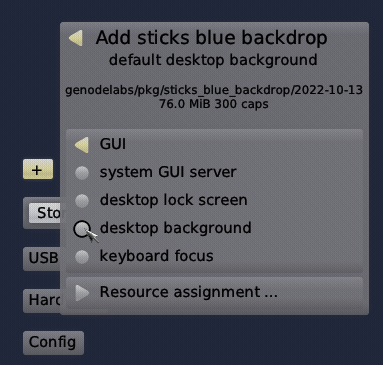 Add sticks blue backdrop
default desktop background
genodelabs/pkg/sticks_blue_backdrop/2022-10-13
76.0 MiB 300 caps
GUI
+
system GUI server
desktop lock screen
Sto
desktop background
USB
keyboard focus
Hard
Resource assignment ...
Config